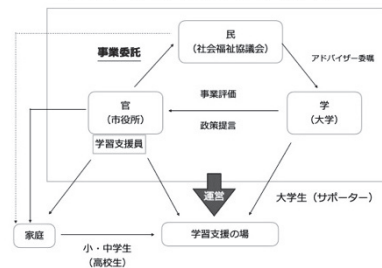 民
(社会福祉協議会)
事業委託
アドバイザー委嘱
官
(市役所)
学習支援員
事業評価
政策提言
学
(大学)
運営
大学生(サポーター)
家庭
小・中学生
(高校生)
学習支援の場